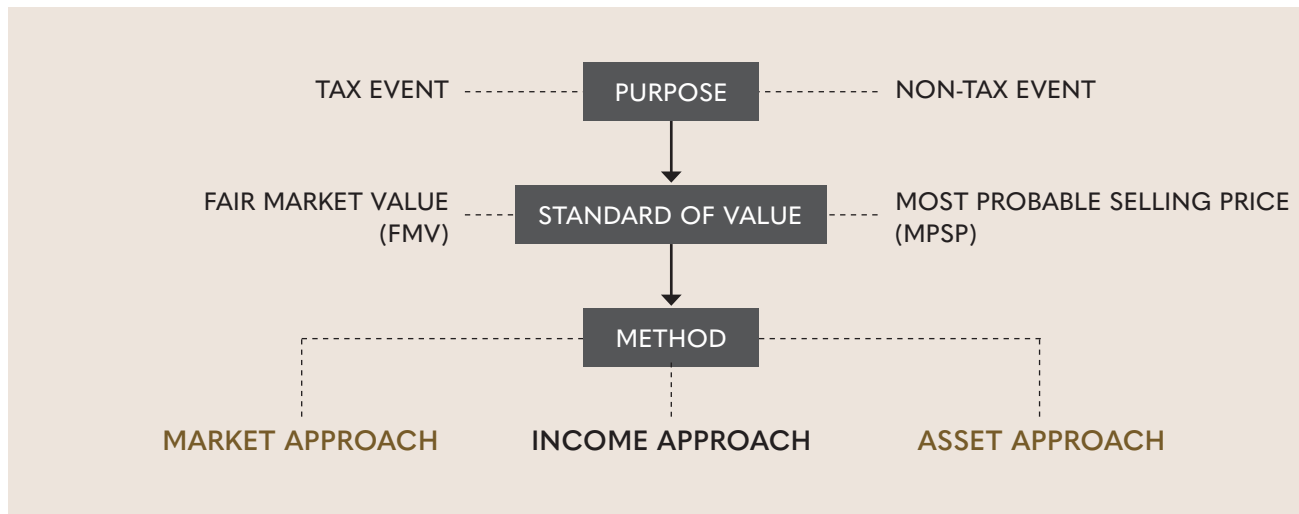 TAX EVENT
PURPOSE
NON-TAX EVENT
FAIR MARKET VALUE
(FMV)
STANDARD OF VALUE
MOST PROBABLE SELLING PRICE
(MPSP)
METHOD
MARKET APPROACH
INCOME APPROACH
ASSET APPROACH